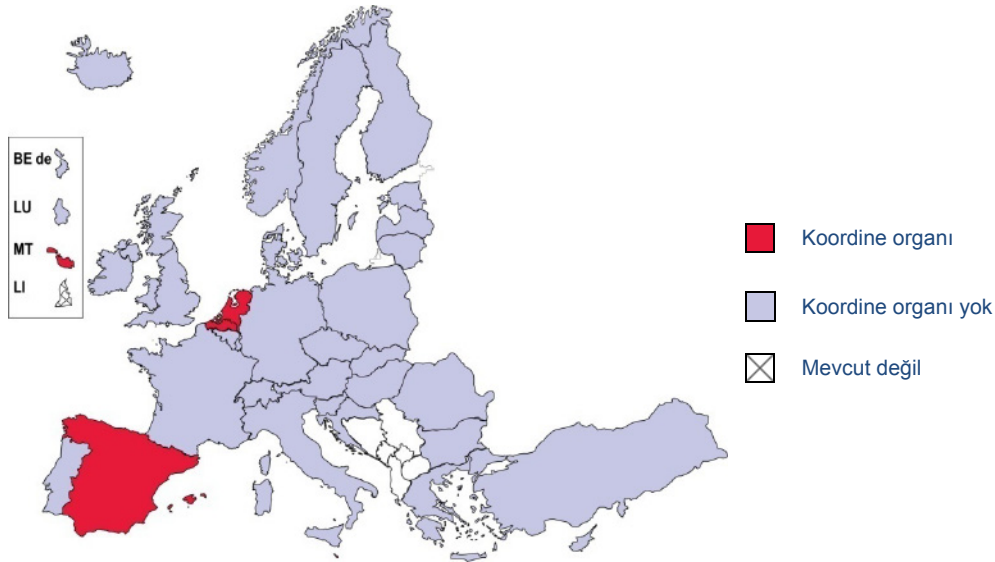 BE de
LU
MT
LI
Koordine organı
Koordine organı yok
Mevcut değil